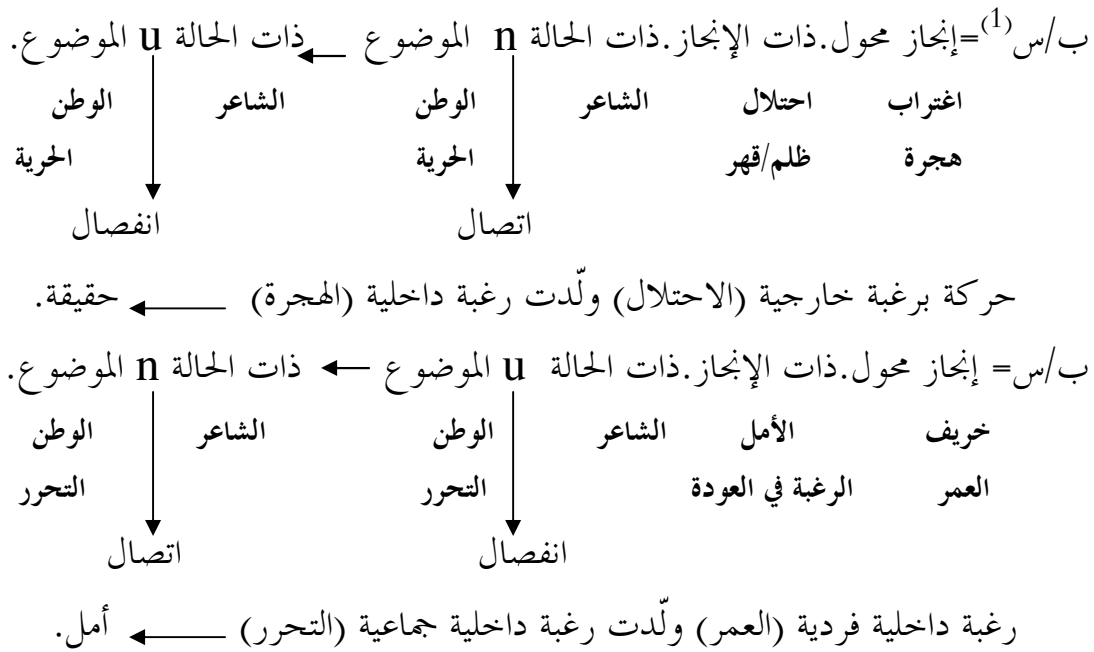 ب/س(1)=إنجاز محول.ذات الإنجاز.ذات الحالة n الموضوع ← ذات الحالة u الموضوع.
اغتراب احتلال الشاعر الوطن الشاعر الوطن
هجرة ظلم/قهر الحرية الحرية
اتصال انفصال
حركة برغبة خارجية (الاحتلال) ولّدت رغبة داخلية (الهجرة) ← حقيقة.
ب/س= إنجاز محول.ذات الإنجاز.ذات الحالة u الموضوع ← ذات الحالة n الموضوع.
خريف الأمل الشاعر الوطن الشاعر الوطن
العمر الرغبة في العودة التحرر التحرر
انفصال اتصال
رغبة داخلية فردية (العمر) ولّدت رغبة داخلية جماعية (التحرر) ← أمل.